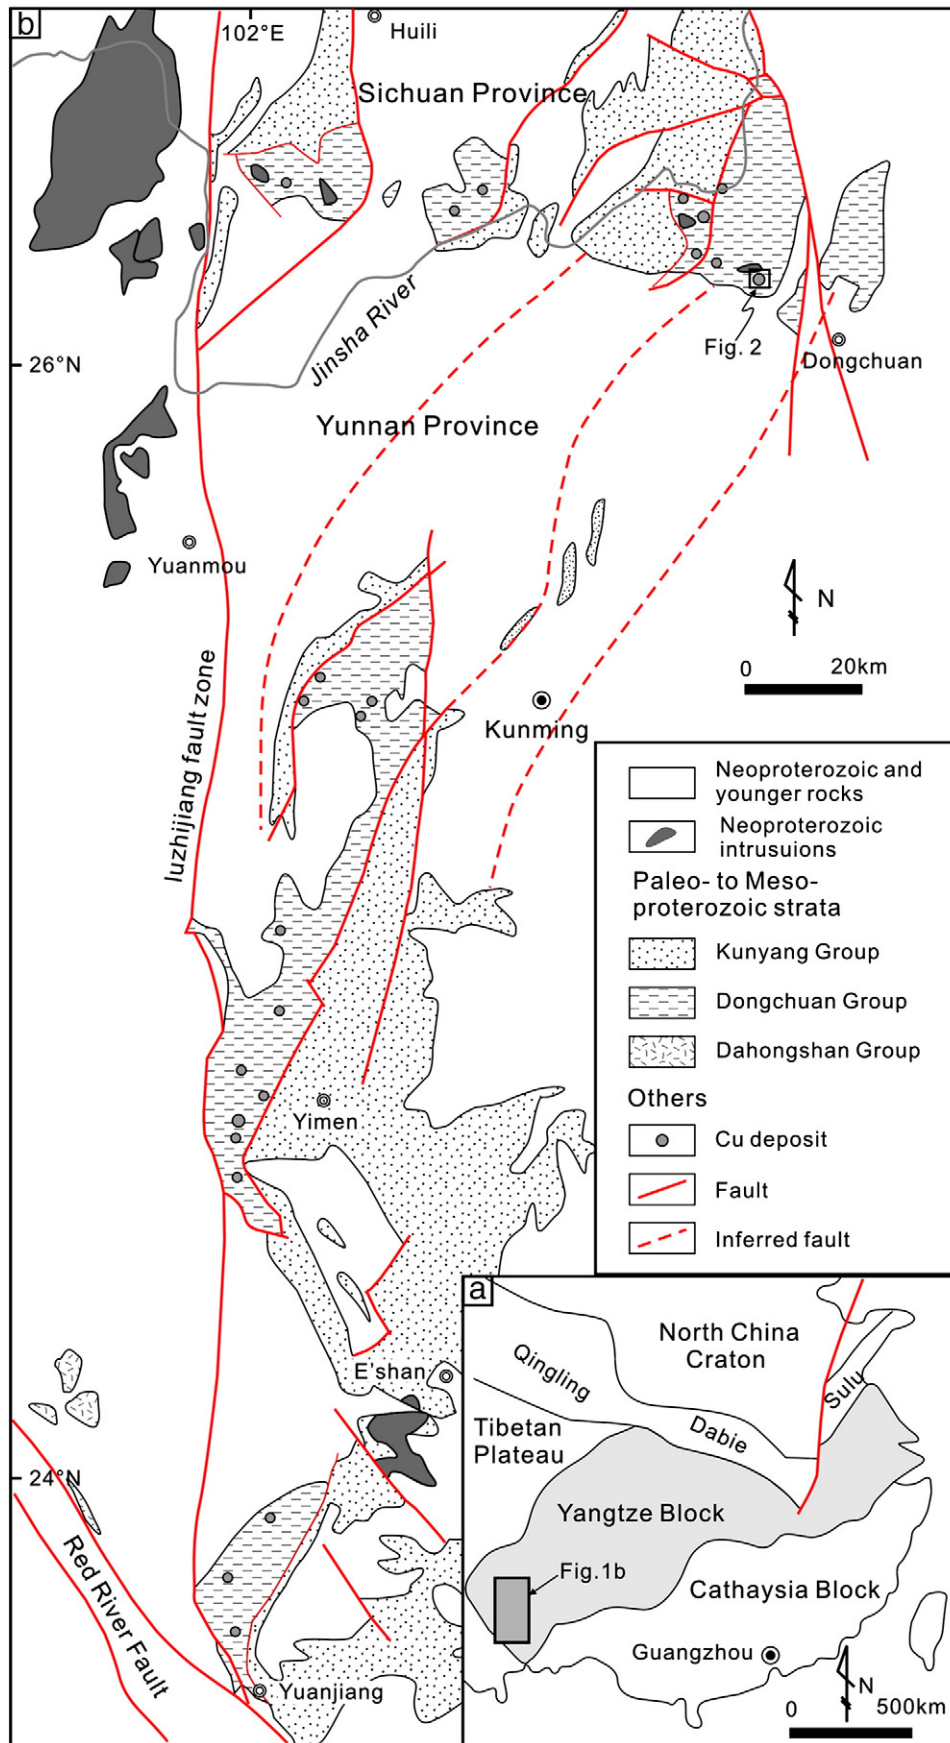 b
102°E
Huili
Sichuan Province
Jinsha River
26°N
Fig. 2
Dongchuan
Yunnan Province
Yuanmou
N
0 20km
luzhijiang fault zone
Kunming
Neoproterozoic and
younger rocks
Neoproterozoic
intrusuions
Paleo- to Meso-
proterozoic strata
Kunyang Group
Dongchuan Group
Dahongshan Group
Others
Cu deposit
Fault
Inferred fault
Yimen
E'shan
24°N
Red River Fault
Yuanjiang
a
North China
Craton
Qingling
Sulu
Dabie
Tibetan
Plateau
Yangtze Block
Fig.1b
Cathaysia Block
Guangzhou
N
0 500km